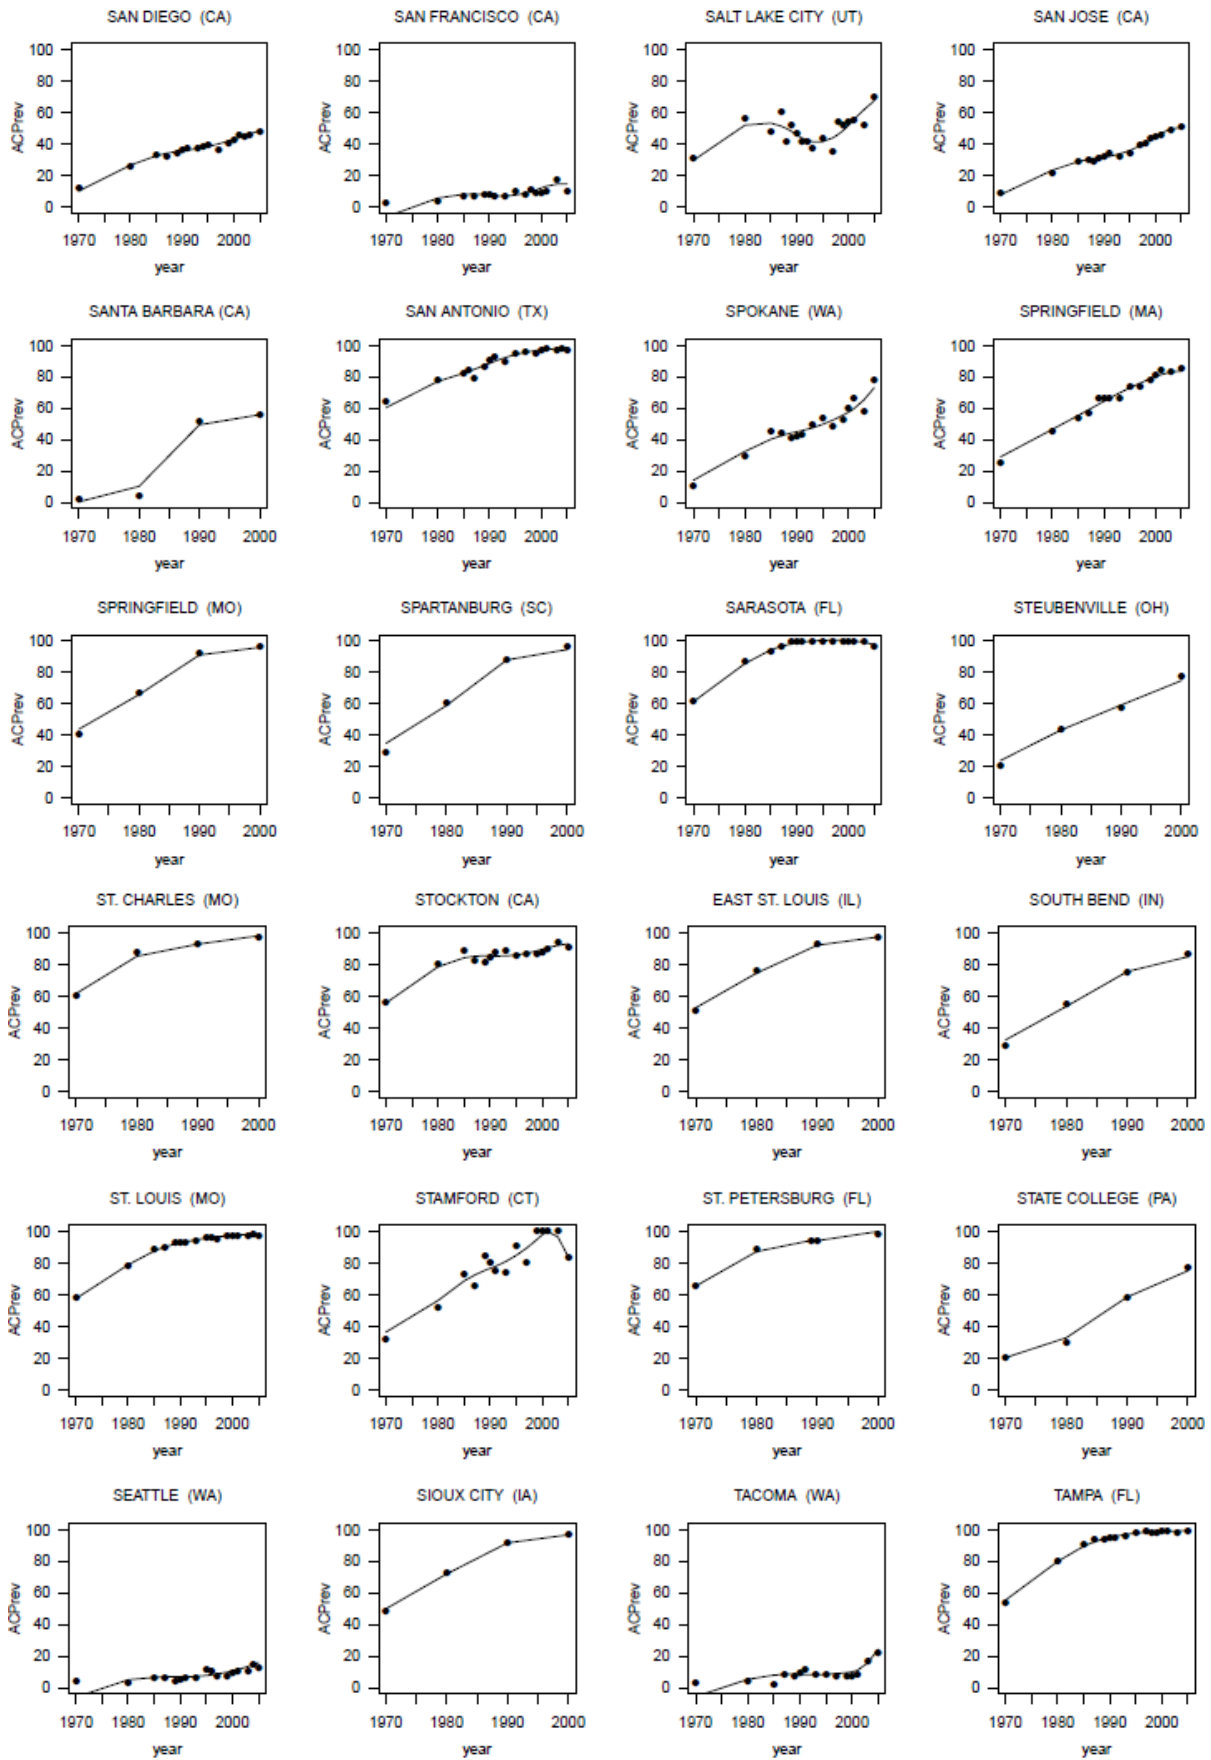 SAN DIEGO (CA)
SAN FRANCISCO (CA)
SALT LAKE CITY (UT)
SAN JOSE (CA)
100
80
60
40
20
0
ACPrev
1970 1980 1990 2000
year
100
80
60
40
20
0
ACPrev
1970 1980 1990 2000
year
100
80
60
40
20
0
ACPrev
1970 1980 1990 2000
year
100
80
60
40
20
0
ACPrev
1970 1980 1990 2000
year
SANTA BARBARA (CA)
SAN ANTONIO (TX)
SPOKANE (WA)
SPRINGFIELD (MA)
100
80
60
40
20
0
ACPrev
1970 1980 1990 2000
year
100
80
60
40
20
0
ACPrev
1970 1980 1990 2000
year
100
80
60
40
20
0
ACPrev
1970 1980 1990 2000
year
100
80
60
40
20
0
ACPrev
1970 1980 1990 2000
year
SPRINGFIELD (MO)
SPARTANBURG (SC)
SARASOTA (FL)
STEUBENVILLE (OH)
100
80
60
40
20
0
ACPrev
1970 1980 1990 2000
year
100
80
60
40
20
0
ACPrev
1970 1980 1990 2000
year
100
80
60
40
20
0
ACPrev
1970 1980 1990 2000
year
100
80
60
40
20
0
ACPrev
1970 1980 1990 2000
year
ST. CHARLES (MO)
STOCKTON (CA)
EAST ST. LOUIS (IL)
SOUTH BEND (IN)
100
80
60
40
20
0
ACPrev
1970 1980 1990 2000
year
100
80
60
40
20
0
ACPrev
1970 1980 1990 2000
year
100
80
60
40
20
0
ACPrev
1970 1980 1990 2000
year
100
80
60
40
20
0
ACPrev
1970 1980 1990 2000
year
ST. LOUIS (MO)
STAMFORD (CT)
ST. PETERSBURG (FL)
STATE COLLEGE (PA)
100
80
60
40
20
0
ACPrev
1970 1980 1990 2000
year
100
80
60
40
20
0
ACPrev
1970 1980 1990 2000
year
100
80
60
40
20
0
ACPrev
1970 1980 1990 2000
year
100
80
60
40
20
0
ACPrev
1970 1980 1990 2000
year
SEATTLE (WA)
SIOUX CITY (IA)
TACOMA (WA)
TAMPA (FL)
100
80
60
40
20
0
ACPrev
1970 1980 1990 2000
year
100
80
60
40
20
0
ACPrev
1970 1980 1990 2000
year
100
80
60
40
20
0
ACPrev
1970 1980 1990 2000
year
100
80
60
40
20
0
ACPrev
1970 1980 1990 2000
year